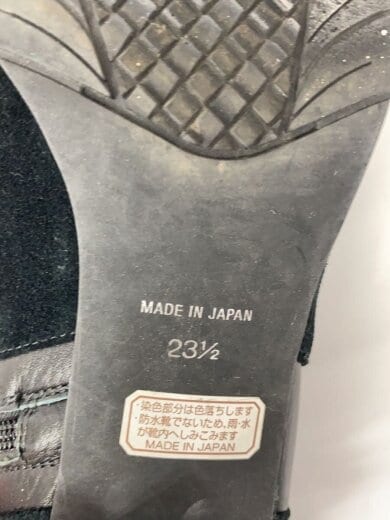 MADE IN JAPAN
23½
・染色部分は色落ちします
・防水靴でないため、雨・水
が靴内へしみこみます
MADE IN JAPAN